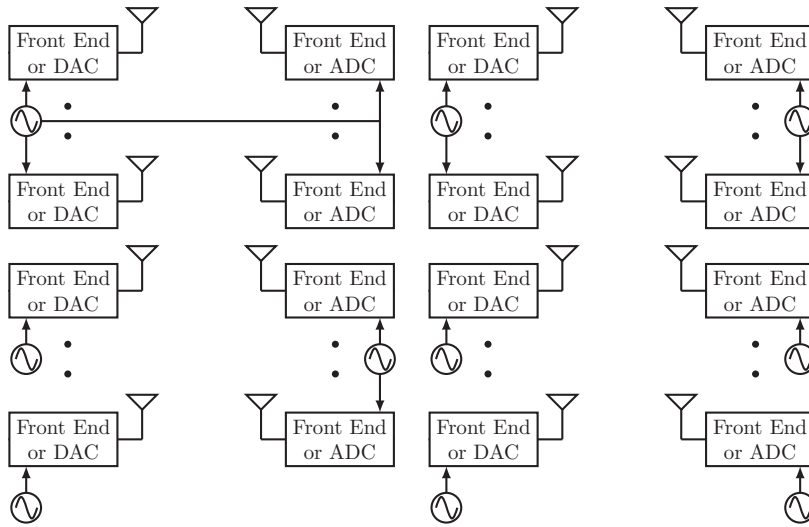 Front End
or DAC
Front End
or ADC
Front End
or DAC
Front End
or ADC
Front End
or DAC
Front End
or ADC
Front End
or DAC
Front End
or ADC
Front End
or DAC
Front End
or ADC
Front End
or DAC
Front End
or ADC
Front End
or DAC
Front End
or ADC
Front End
or DAC
Front End
or ADC